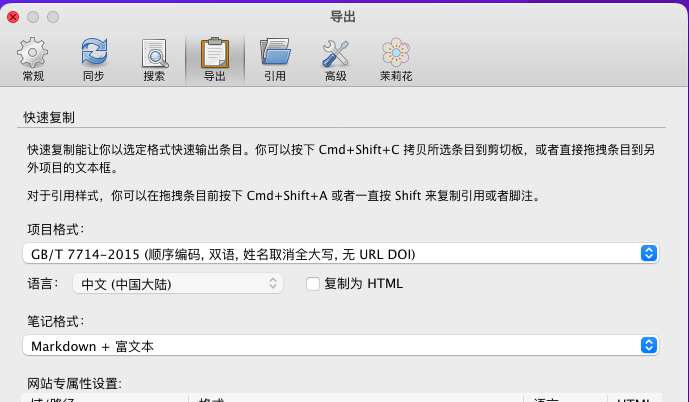 导出
常规 同步 搜索 导出 引用 高级 茉莉花
快速复制
快速复制能让你以选定格式快速输出条目。你可以按下 Cmd+Shift+C 拷贝所选条目到剪切板，或者直接拖拽条目到另
外项目的文本框。
对于引用样式，你可以在拖拽条目前按下 Cmd+Shift+A 或者一直按 Shift 来复制引用或者脚注。
项目格式：
GB/T 7714-2015 (顺序编码, 双语, 姓名取消全大写, 无 URL DOI)
语言： 中文 (中国大陆) 复制为 HTML
笔记格式：
Markdown + 富文本
网站专属性设置:
域/路径 格式 语言 HTML